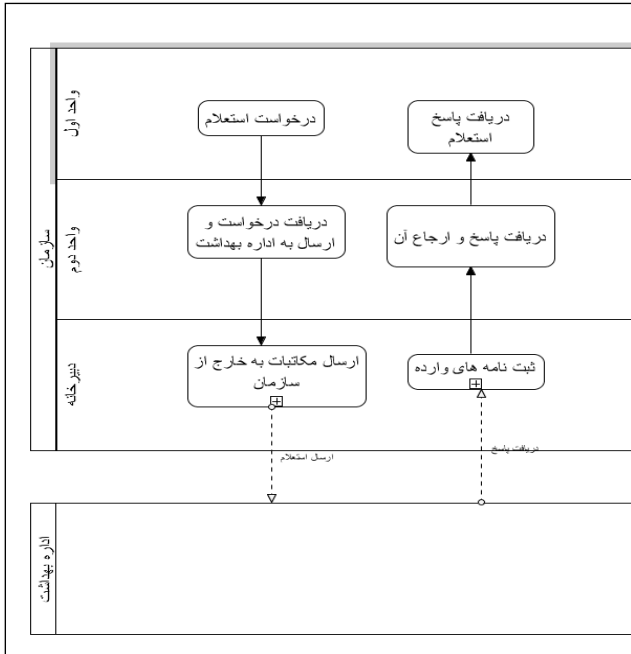 سازمان
واحد اول
درخواست استعلام
دریافت پاسخ
استعلام
واحد دوم
دریافت درخواست و
ارسال به اداره بهداشت
دریافت پاسخ و ارجاع آن
دبیرخانه
ارسال مکاتبات به خارج از
سازمان
ثبت نامه های وارده
ارسال استعلام
دریافت پاسخ
اداره بهداشت